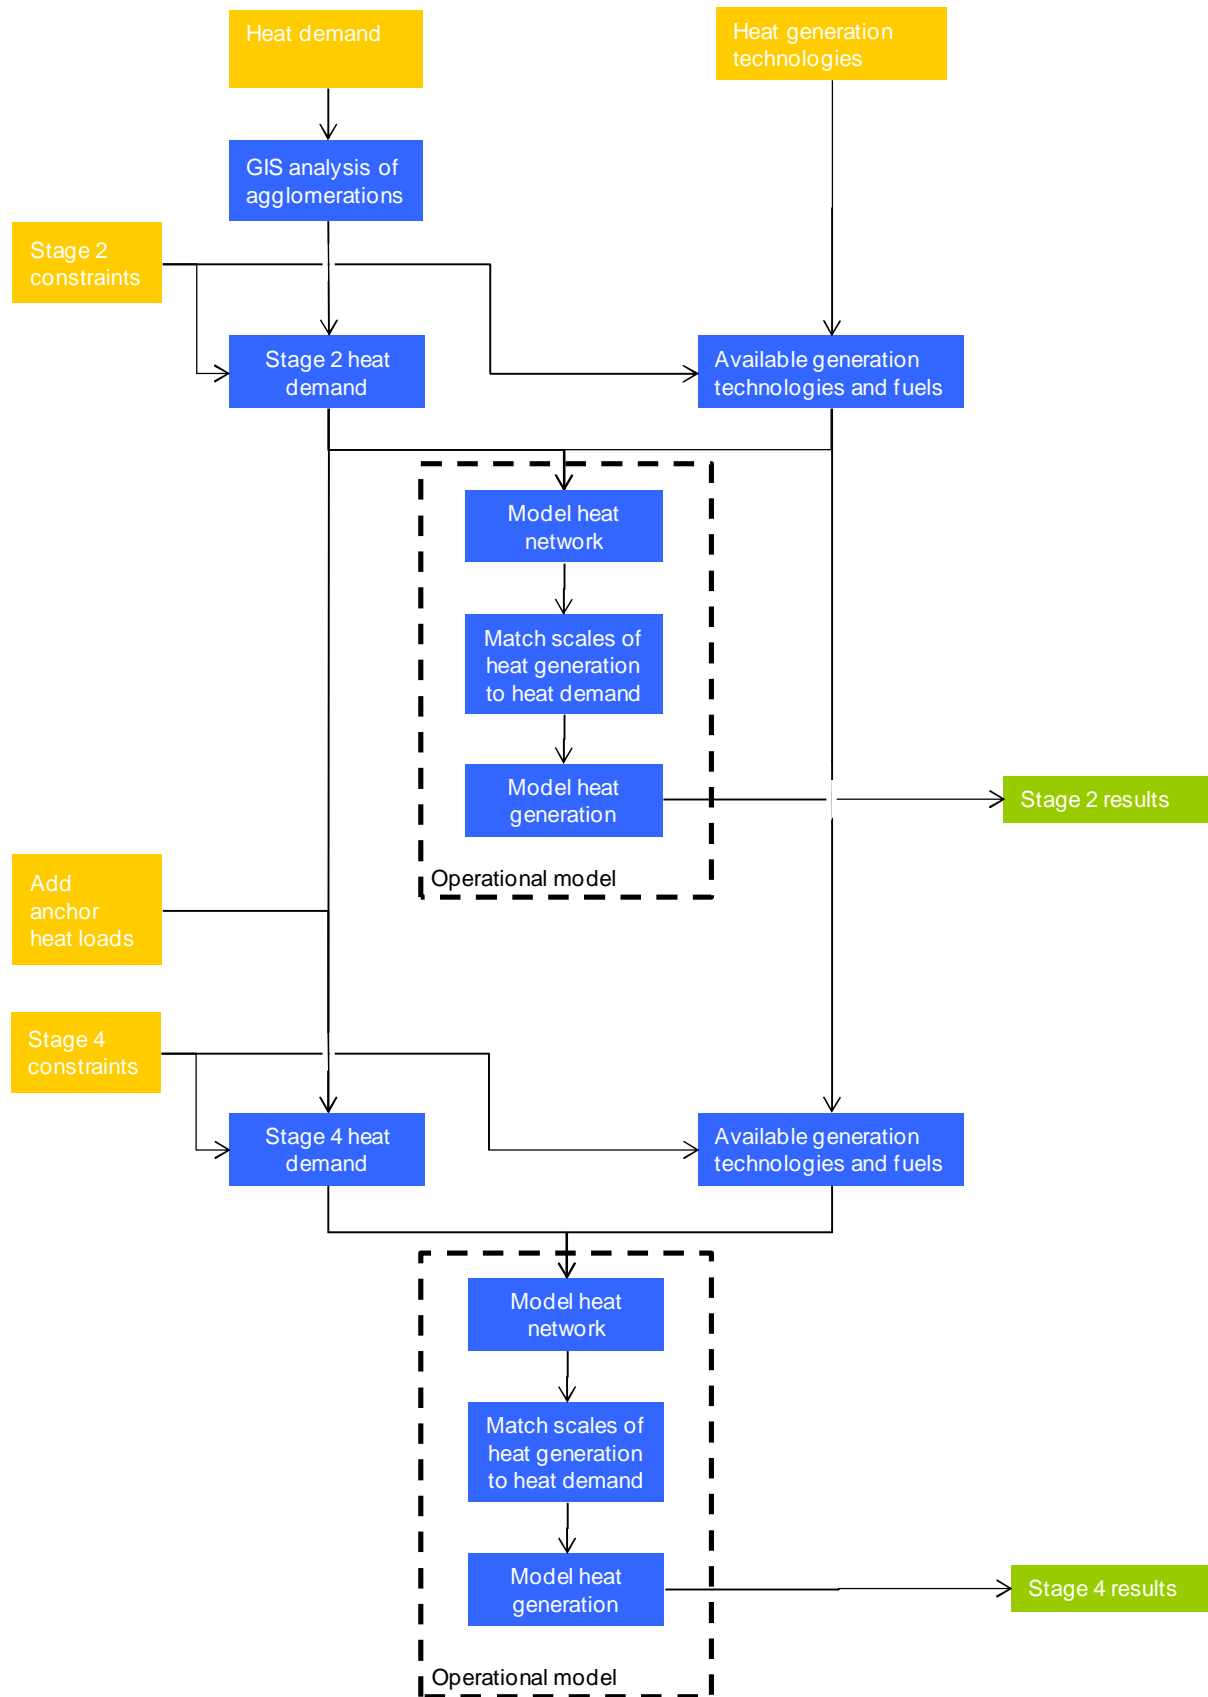 Heat demand
Heat generation
technologies
GIS analysis of
agglomerations
Stage 2
constraints
Stage 2 heat
demand
Available generation
technologies and fuels
Model heat
network
Match scales of
heat generation
to heat demand
Model heat
generation
Stage 2 results
Operational model
Add
anchor
heat loads
Stage 4
constraints
Stage 4 heat
demand
Available generation
technologies and fuels
Model heat
network
Match scales of
heat generation
to heat demand
Model heat
generation
Stage 4 results
Operational model